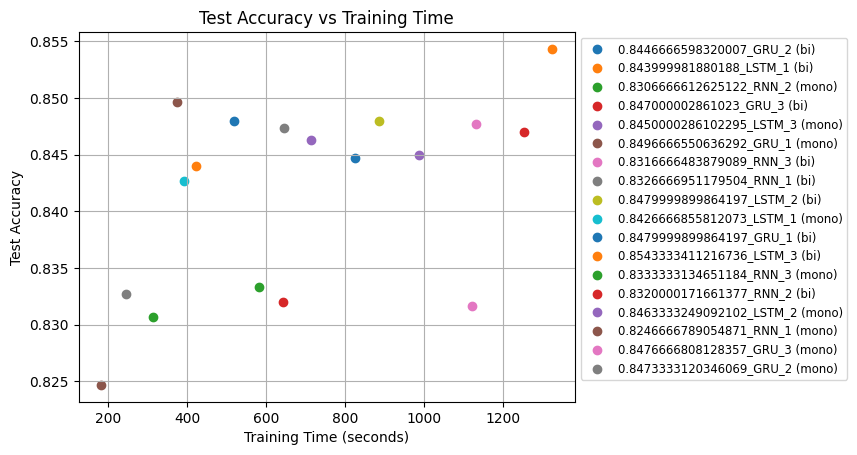 Test Accuracy vs Training Time
0.855
0.850
0.845
0.840
0.835
0.830
0.825
Test Accuracy
200 400 600 800 1000 1200
Training Time (seconds)
0.8446666598320007_GRU_2 (bi)
0.843999981880188_LSTM_1 (bi)
0.8306666612625122_RNN_2 (mono)
0.847000002861023_GRU_3 (bi)
0.8450000286102295_LSTM_3 (mono)
0.8496666550636292_GRU_1 (mono)
0.8316666483879089_RNN_3 (bi)
0.8326666951179504_RNN_1 (bi)
0.8479999899864197_LSTM_2 (bi)
0.8426666855812073_LSTM_1 (mono)
0.8479999899864197_GRU_1 (bi)
0.8543333411216736_LSTM_3 (bi)
0.8333333134651184_RNN_3 (mono)
0.8320000171661377_RNN_2 (bi)
0.8463333249092102_LSTM_2 (mono)
0.8246666789054871_RNN_1 (mono)
0.8476666808128357_GRU_3 (mono)
0.8473333120346069_GRU_2 (mono)